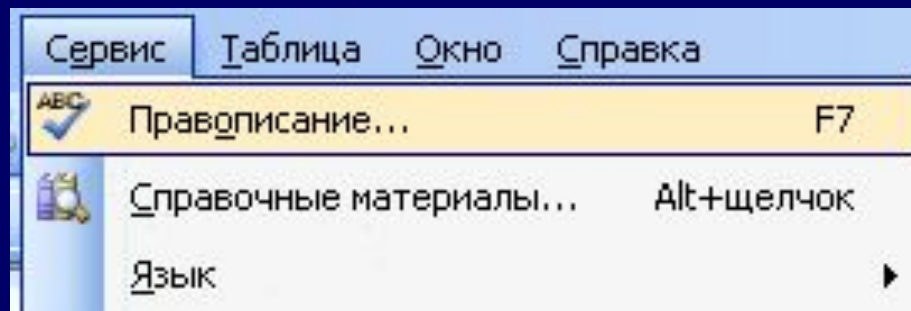 Сервис Таблица Окно Справка
ABC Правописание... F7
Справочные материалы... Alt+щелчок
Язык